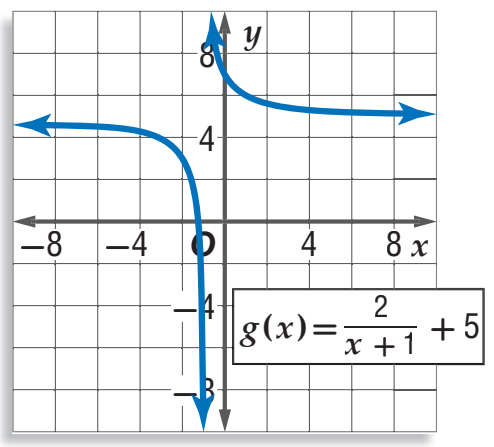 y
8
4
−8 −4 O 4 8 x
−4
g(x) = 2/(x + 1) + 5
−8